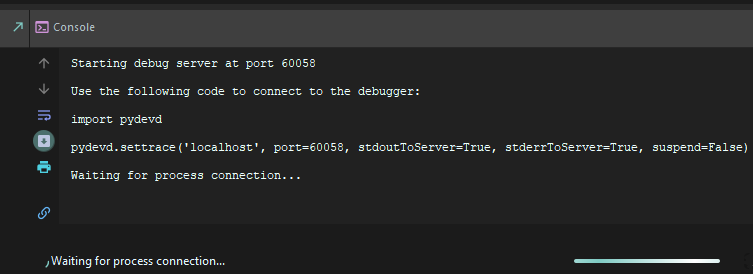 Console
Starting debug server at port 60058
Use the following code to connect to the debugger:
import pydevd
pydevd.settrace('localhost', port=60058, stdoutToServer=True, stderrToServer=True, suspend=False)
Waiting for process connection...
Waiting for process connection...